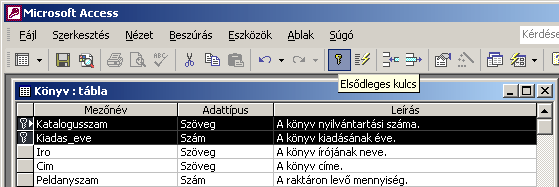 Microsoft Access
Fájl Szerkesztés Nézet Beszúrás Eszközök Ablak Súgó Kérdése
ABC
Elsődleges kulcs
Könyv : tábla
Mezőnév Adattípus Leírás
Katalogusszam Szöveg A könyv nyilvántartási száma.
Kiadas_eve Szám A könyv kiadásának éve.
Iro Szöveg A könyv írójának neve.
Cim Szöveg A könyv címe.
Peldanyszam Szám A raktáron levő mennyiség.